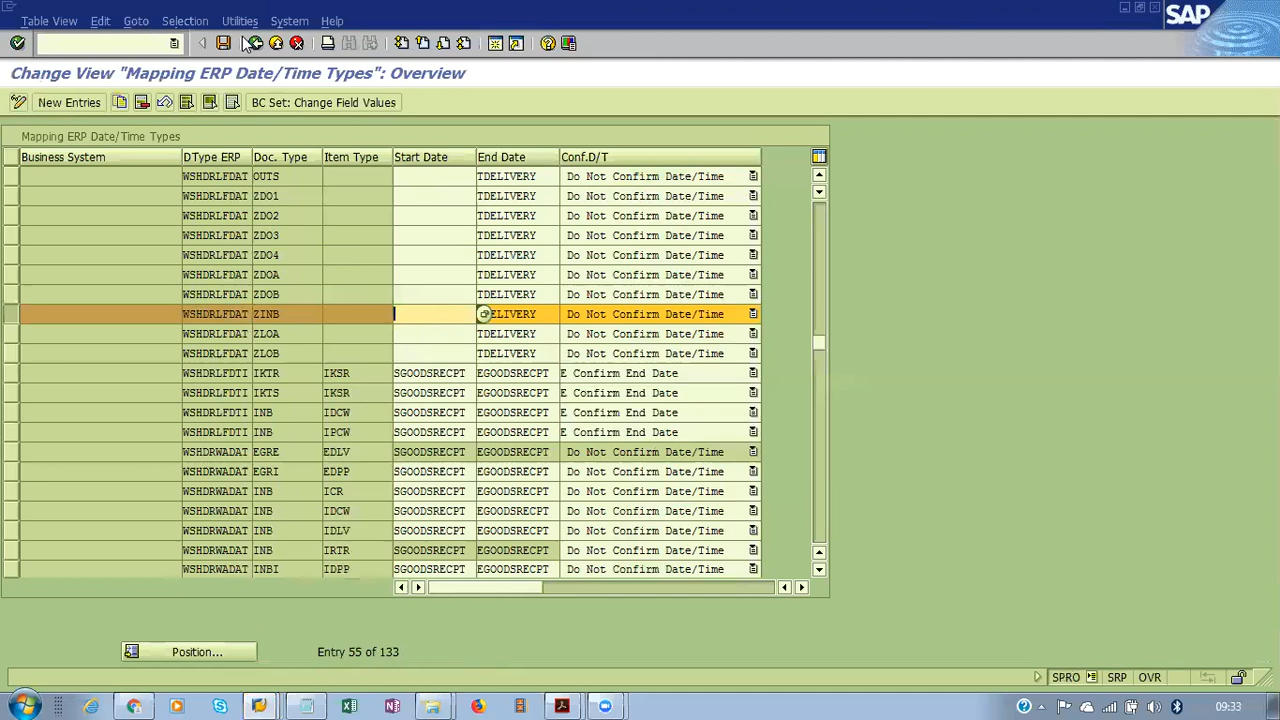 Table View Edit Goto Selection Utilities System Help
SAP
Change View "Mapping ERP Date/Time Types": Overview
New Entries BC Set: Change Field Values
Mapping ERP Date/Time Types
Business System DType ERP Doc. Type Item Type Start Date End Date Conf.D/T
WSHDRLFDAT OUTS TDELIVERY Do Not Confirm Date/Time
WSHDRLFDAT ZDO1 TDELIVERY Do Not Confirm Date/Time
WSHDRLFDAT ZDO2 TDELIVERY Do Not Confirm Date/Time
WSHDRLFDAT ZDO3 TDELIVERY Do Not Confirm Date/Time
WSHDRLFDAT ZDO4 TDELIVERY Do Not Confirm Date/Time
WSHDRLFDAT ZDOA TDELIVERY Do Not Confirm Date/Time
WSHDRLFDAT ZDOB TDELIVERY Do Not Confirm Date/Time
WSHDRLFDAT ZINB ELIVERY Do Not Confirm Date/Time
WSHDRLFDAT ZLOA TDELIVERY Do Not Confirm Date/Time
WSHDRLFDAT ZLOB TDELIVERY Do Not Confirm Date/Time
WSHDRLFDTI IKTR IKSR SGOODSRECPT EGOODSRECPT E Confirm End Date
WSHDRLFDTI IKTS IKSR SGOODSRECPT EGOODSRECPT E Confirm End Date
WSHDRLFDTI INB IDCW SGOODSRECPT EGOODSRECPT E Confirm End Date
WSHDRLFDTI INB IPCW SGOODSRECPT EGOODSRECPT E Confirm End Date
WSHDRWADAT EGRE EDLV SGOODSRECPT EGOODSRECPT Do Not Confirm Date/Time
WSHDRWADAT EGRI EDPP SGOODSRECPT EGOODSRECPT Do Not Confirm Date/Time
WSHDRWADAT INB ICR SGOODSRECPT EGOODSRECPT Do Not Confirm Date/Time
WSHDRWADAT INB IDCW SGOODSRECPT EGOODSRECPT Do Not Confirm Date/Time
WSHDRWADAT INB IDLV SGOODSRECPT EGOODSRECPT Do Not Confirm Date/Time
WSHDRWADAT INB IRTR SGOODSRECPT EGOODSRECPT Do Not Confirm Date/Time
WSHDRWADAT INBI IDPP SGOODSRECPT EGOODSRECPT Do Not Confirm Date/Time
Position... Entry 55 of 133
SPRO SRP OVR
09:33